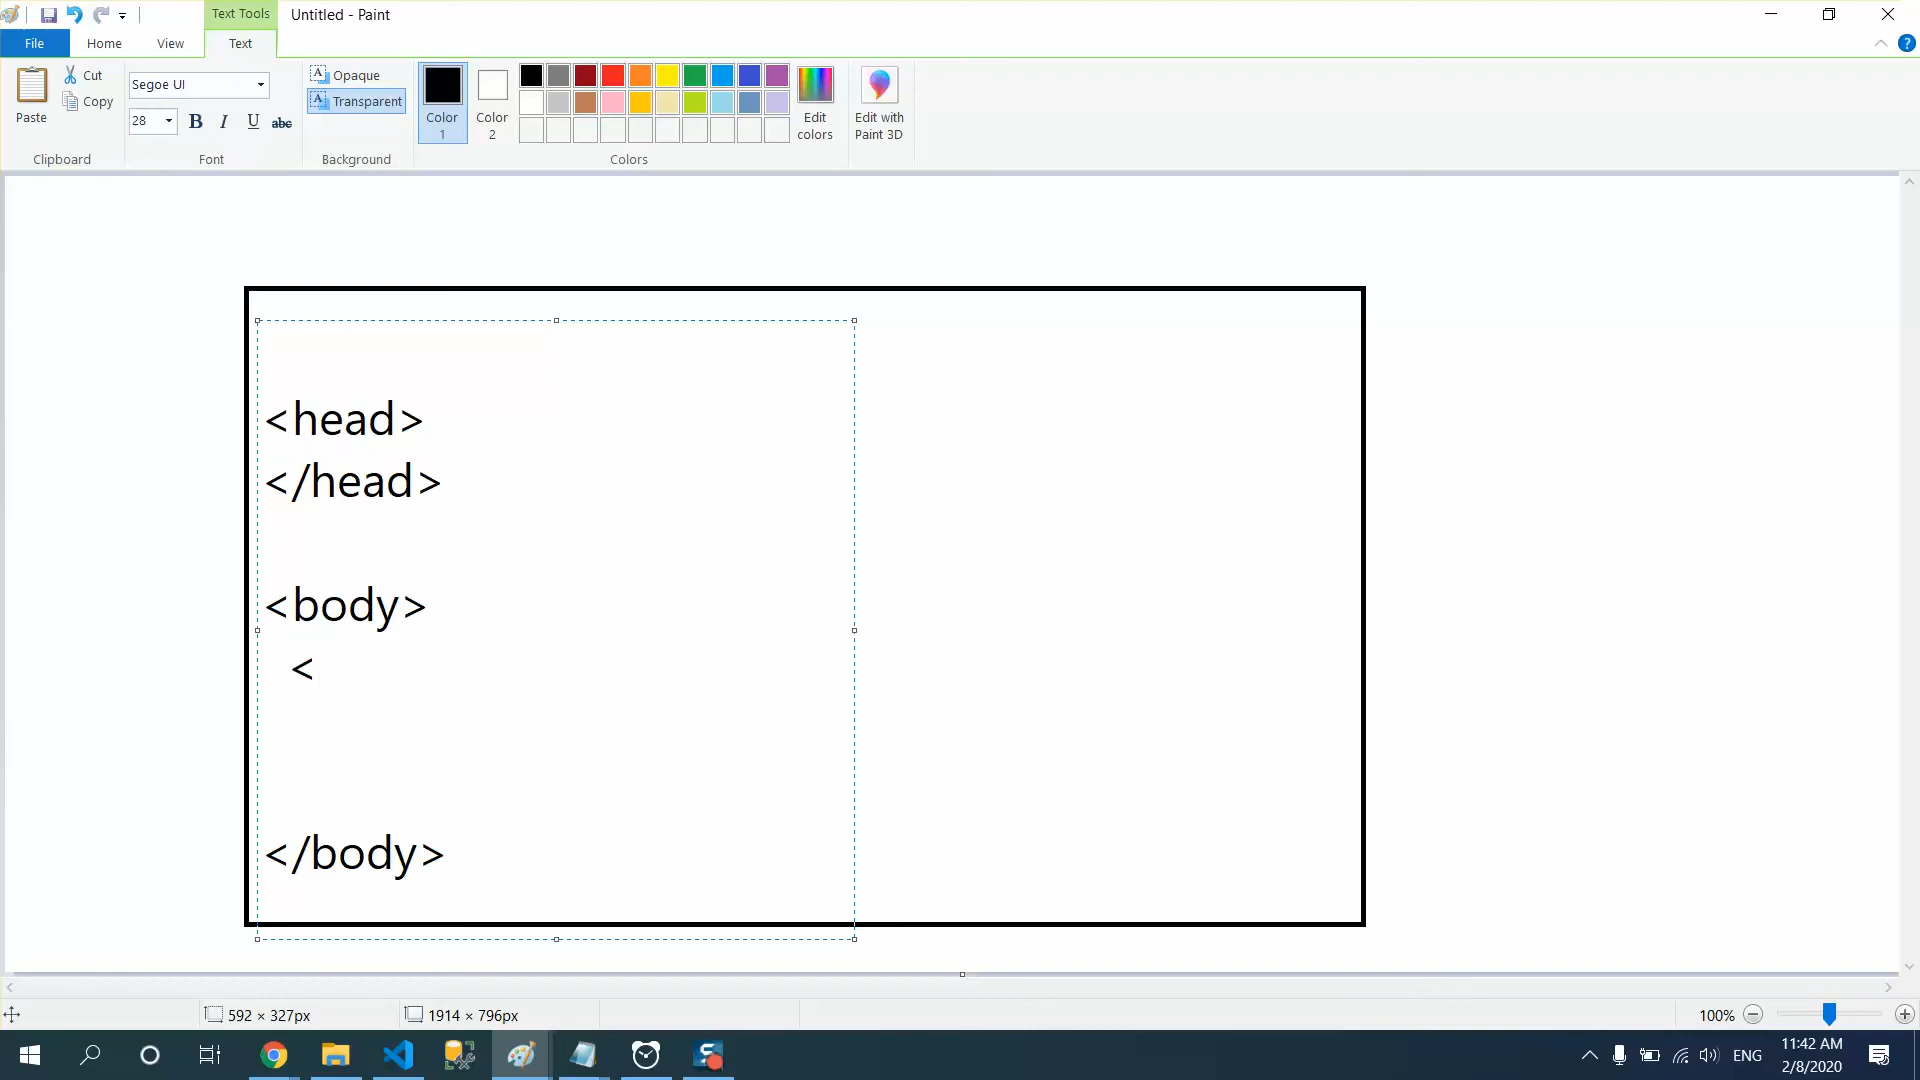 Text Tools
Untitled - Paint
File
Home
View
Text
Paste
Cut
Copy
Clipboard
Segoe UI
28
B
I
U
abc
Font
Opaque
Transparent
Background
Color
1
Color
2
Edit
colors
Colors
Edit with
Paint 3D
<head>
</head>
<body>
<
</body>
592 × 327px
1914 × 796px
100%
ENG
11:42 AM
2/8/2020